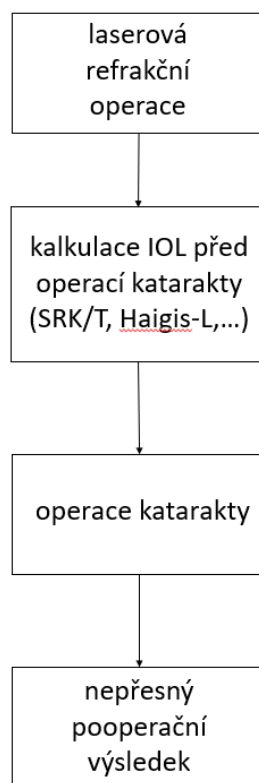 laserová
refrakční
operace
kalkulace IOL před
operací katarakty
(SRK/T, Haigis-L,...)
operace katarakty
nepřesný
pooperační
výsledek